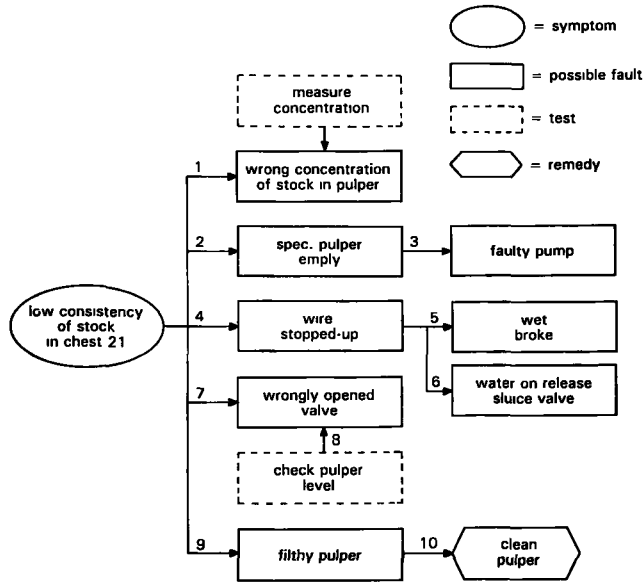 = symptom
= possible fault
= test
= remedy
measure
concentration
1
wrong concentration
of stock in pulper
2
spec. pulper
emply
3
faulty pump
low consistency
of stock
in chest 21
4
wire
stopped-up
5
wet
broke
6
water on release
sluice valve
7
wrongly opened
valve
8
check pulper
level
9
filthy pulper
10
clean
pulper